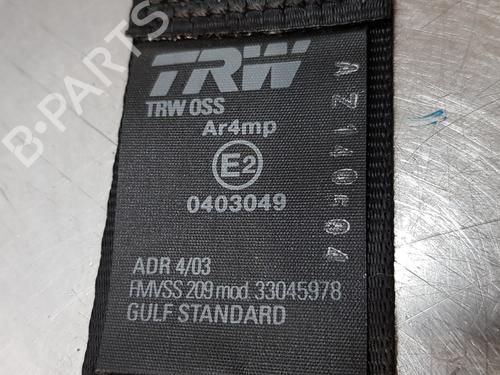 TRW
TRW OSS
Ar4mp
E2
0403049
ADR 4/03
FMVSS 209 mod. 33045978
GULF STANDARD
B-PARTS